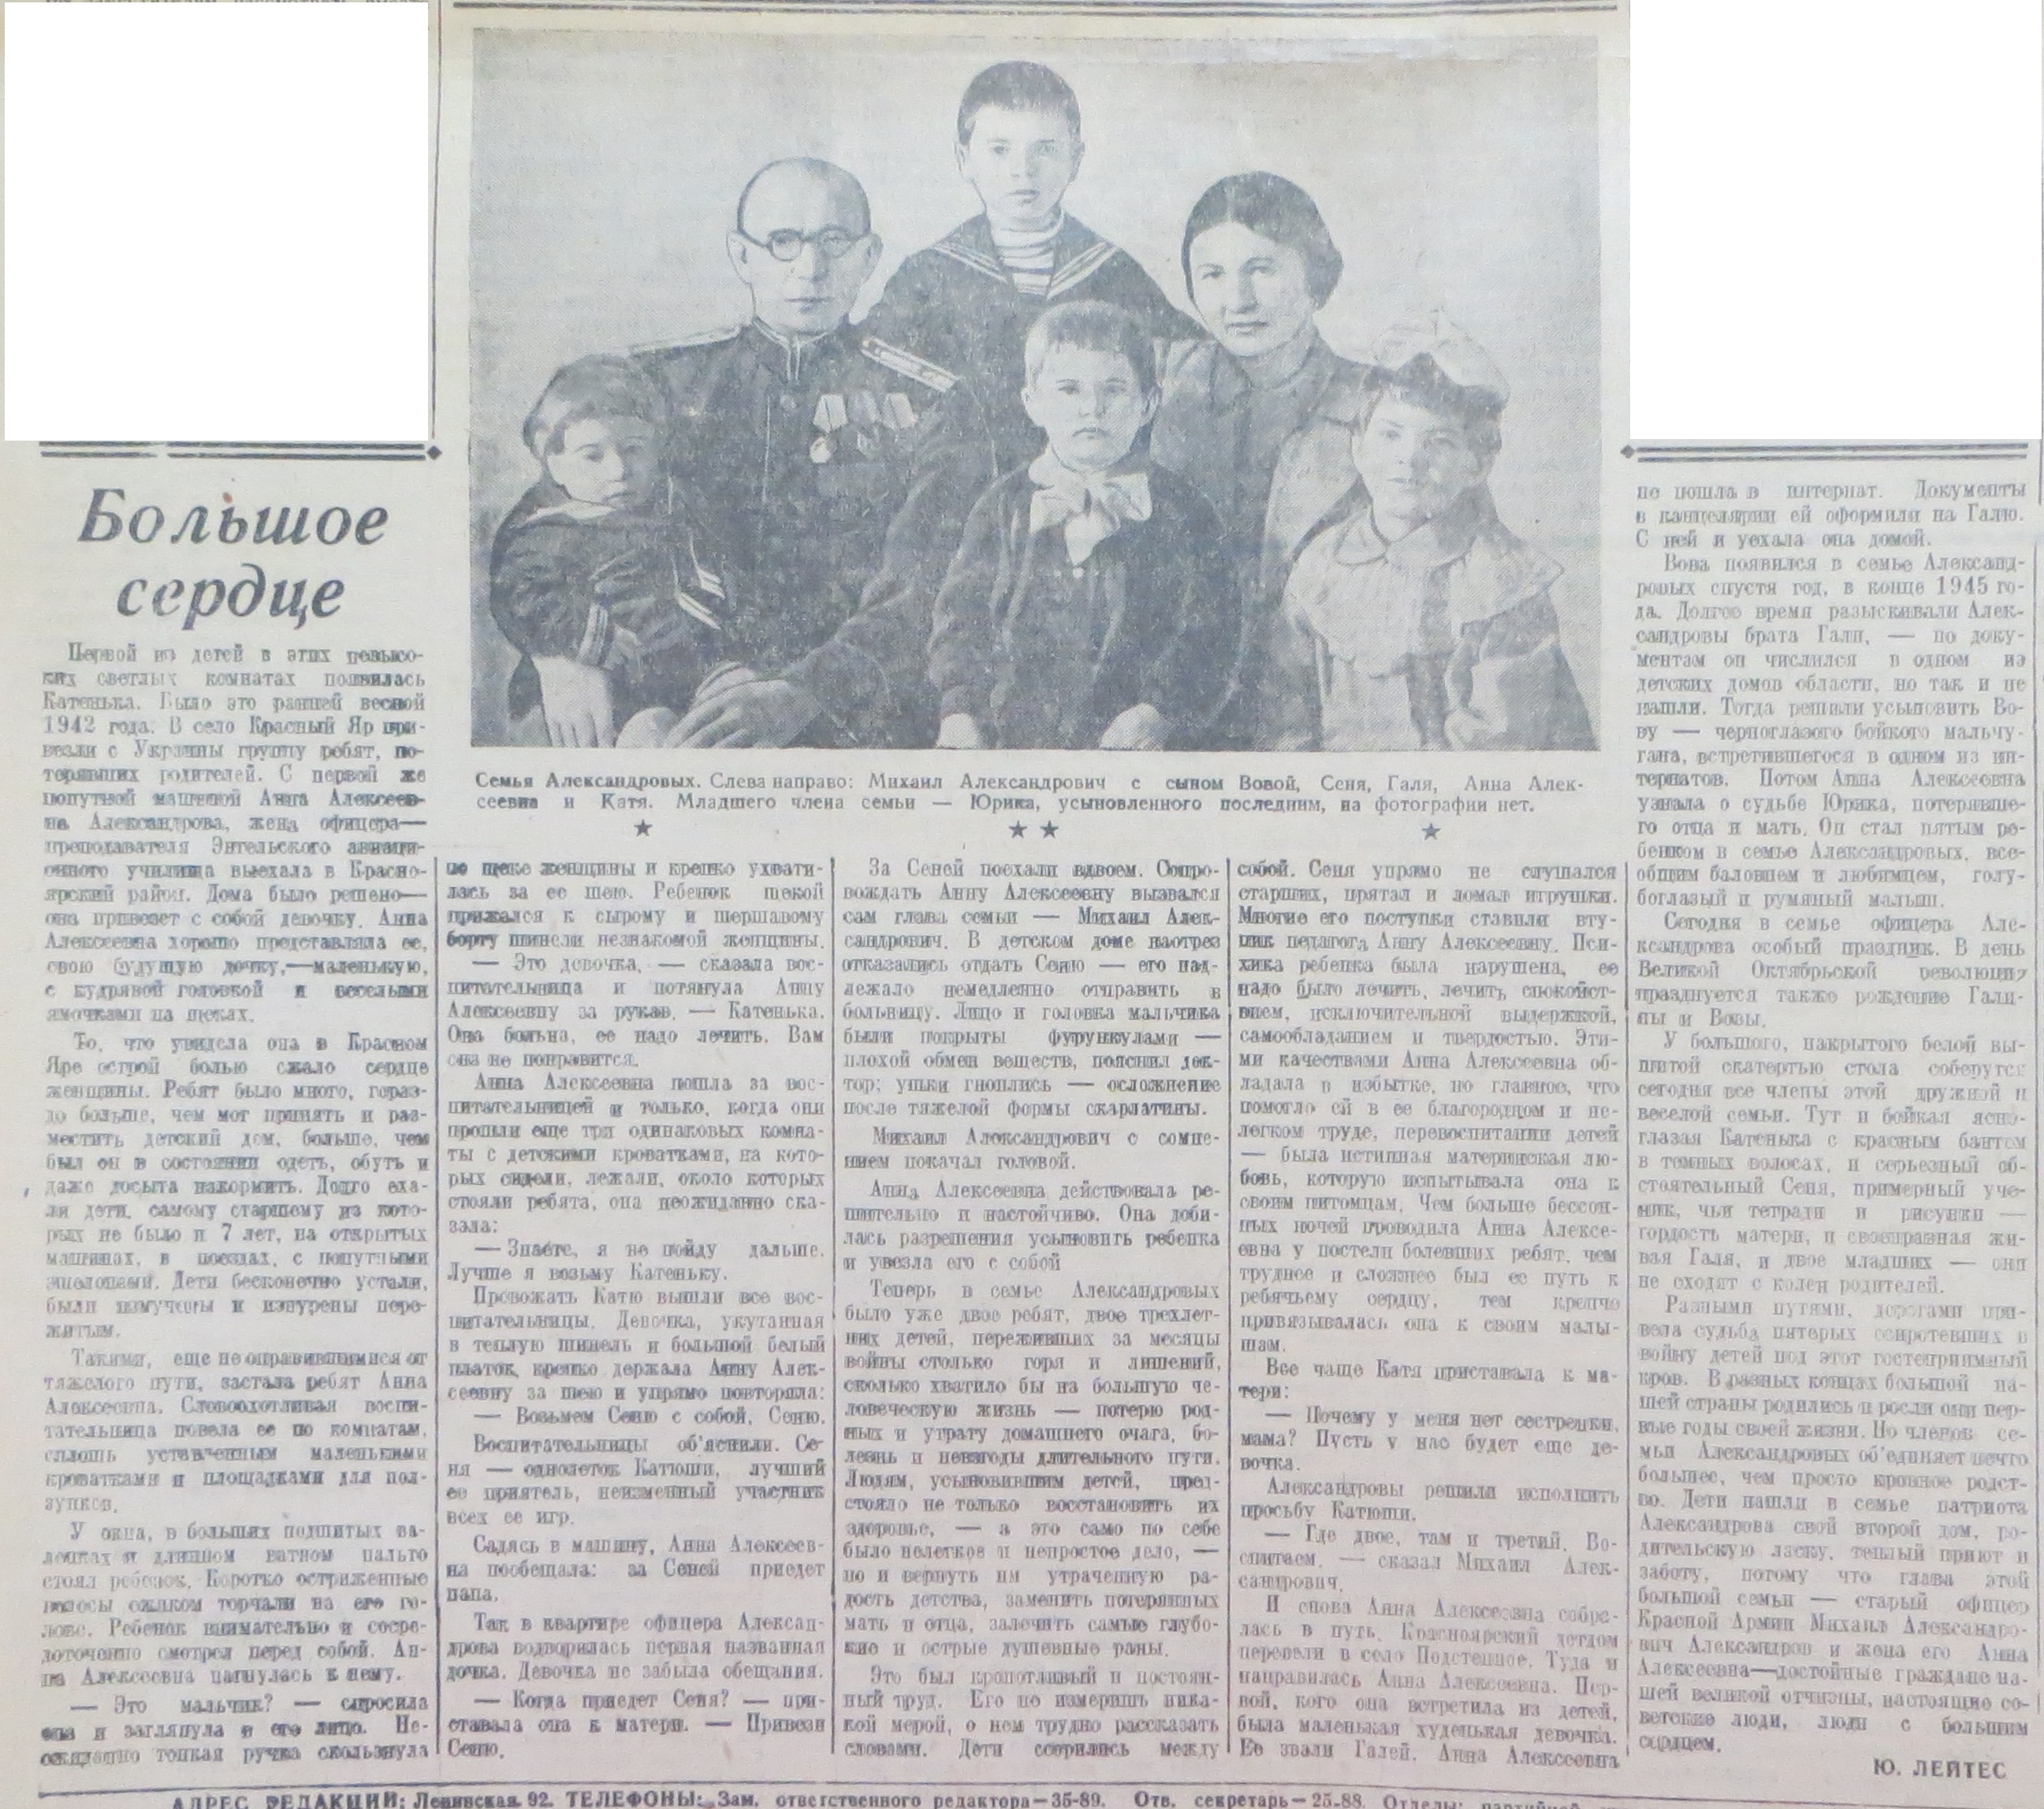 Большое
сердце
Первой из детей в этих невысо-
ких светлых комнатах появилась
Катенька. Было это ранней весной
1942 года. В село Красный Яр при-
везли с Украины группу ребят, по-
терявших родителей. С первой же
попутной машиной Анна Алексеев-
на Александрова, жена офицера—
преподавателя Энгельского авиаци-
онного училища выехала в Красно-
ярский район. Дома было решено—
она привезет с собой девочку. Анна
Алексеевна хорошо представляла ее,
свою будущую дочку,—маленькую,
с кудрявой головкой и веселыми
ямочками на щеках.
То, что увидела она в Красном
Яре острой болью сжало сердце
женщины. Ребят было много, гораз-
до больше, чем мог принять и раз-
местить детский дом, больше, чем
был он в состоянии одеть, обуть и
даже досыта накормить. Долго еха-
ли дети, самому старшему из кото-
рых не было и 7 лет, на открытых
машинах, в поездах, с попутными
эшелонами. Дети бесконечно устали,
были измучены и изнурены пере-
житым.
Такими, еще не оправившимися от
тяжелого пути, застала ребят Анна
Алексеевна. Словоохотливая воспи-
тательница повела ее по комнатам,
сплошь уставленным маленькими
кроватками и площадками для пол-
зунков.
У окна, в больших подшитых ва-
ленках и длинном ватном пальто
стоял ребенок. Коротко остриженные
волосы ежиком торчали на его го-
лове. Ребенок внимательно и сосре-
доточенно смотрел перед собой. Ан-
на Алексеевна нагнулась к нему.
— Это мальчик? — спросила
она и заглянула в его лицо. Не-
ожиданно тонкая ручка скользнула
Семья Александровых. Слева направо: Михаил Александрович с сыном Вовой, Сеня, Галя, Анна Алек-
сеевна и Катя. Младшего члена семьи — Юрика, усыновленного последним, на фотографии нет.
★ ★ ★ ★
по щеке женщины и крепко ухвати-
лась за ее шею. Ребенок щекой
прижался к сырому и шершавому
борту шинели незнакомой женщины.
— Это девочка, — сказала вос-
питательница и потянула Анну
Алексеевну за рукав. — Катенька.
Она больна, ее надо лечить. Вам
она не понравится.
Анна Алексеевна пошла за вос-
питательницей и только, когда они
прошли еще три одинаковых комна-
ты с детскими кроватками, на кото-
рых сидели, лежали, около которых
стояли ребята, она неожиданно ска-
зала:
— Знаете, я не пойду дальше.
Лучше я возьму Катеньку.
Провожать Катю вышли все вос-
питательницы. Девочка, укутанная
в теплую шинель и большой белый
платок, крепко держала Анну Алек-
сеевну за шею и упрямо повторяла:
— Возьмем Сеню с собой, Сеню.
Воспитательницы об'яснили. Се-
ня — однолеток Катюши, лучший
ее приятель, неизменный участник
всех ее игр.
Садясь в машину, Анна Алексеев-
на пообещала: за Сеней приедет
папа.
Так в квартире офицера Алексан-
дрова водворилась первая названная
дочка. Девочка не забыла обещания.
— Когда приедет Сеня? — при-
ставала она к матери. — Привези
Сеню.
За Сеней поехали вдвоем. Сопро-
вождать Анну Алексеевну вызвался
сам глава семьи — Михаил Алек-
сандрович. В детском доме наотрез
отказались отдать Сеню — его над-
лежало немедленно отправить в
больницу. Лицо и головка мальчика
были покрыты фурункулами —
плохой обмен веществ, пояснил док-
тор; ушки гноились — осложнение
после тяжелой формы скарлатины.
Михаил Александрович с сомне-
нием покачал головой.
Анна Алексеевна действовала ре-
шительно и настойчиво. Она доби-
лась разрешения усыновить ребенка
и увезла его с собой
Теперь в семье Александровых
было уже двое ребят, двое трехлет-
них детей, переживших за месяцы
войны столько горя и лишений,
сколько хватило бы на большую че-
ловеческую жизнь — потерю род-
ных и утрату домашнего очага, бо-
лезнь и невзгоды длительного пути.
Людям, усыновившим детей, пред-
стояло не только восстановить их
здоровье, — а это само по себе
было нелегкое и непростое дело, —
но и вернуть им утраченную ра-
дость детства, заменить потерянных
мать и отца, залечить самые глубо-
кие и острые душевные раны.
Это был кропотливый и постоян-
ный труд. Его не измеришь ника-
кой мерой, о нем трудно рассказать
словами. Дети ссорились между
собой. Сеня упрямо не слушался
старших, прятал и ломал игрушки.
Многие его поступки ставили втупик
педагога Анну Алексеевну. Пси-
хика ребенка была нарушена, ее
надо было лечить, лечить спокойст-
вием, исключительной выдержкой,
самообладанием и твердостью. Эти-
ми качествами Анна Алексеевна об-
ладала в избытке, но главное, что
помогло ей в ее благородном и не-
легком труде, перевоспитании детей
— была истинная материнская лю-
бовь, которую испытывала она к
своим питомцам. Чем больше бессон-
ных ночей проводила Анна Алексе-
евна у постели болевших ребят, чем
труднее и сложнее был ее путь к
ребячьему сердцу, тем крепче
привязывалась она к своим малы-
шам.
Все чаще Катя приставала к ма-
тери:
— Почему у меня нет сестренки,
мама? Пусть у нас будет еще де-
вочка.
Александровы решили исполнить
просьбу Катюши.
— Где двое, там и третий. Во-
спитаем, — сказал Михаил Алек-
сандрович.
И снова Анна Алексеевна собра-
лась в путь. Красноярский детдом
перевели в село Подстепное. Туда и
направилась Анна Алексеевна. Пер-
вой, кого она встретила из детей,
была маленькая худенькая девочка.
Ее звали Галей. Анна Алексеевна
не пошла в интернат. Документы
в канцелярии ей оформили на Галю.
С ней и уехала она домой.
Вова появился в семье Александ-
ровых спустя год, в конце 1945 го-
да. Долгое время разыскивали Алек-
сандровы брата Гали, — по доку-
ментам он числился в одном из
детских домов области, но так и не
нашли. Тогда решили усыновить Во-
ву — черноглазого бойкого мальчу-
гана, встретившегося в одном из ин-
тернатов. Потом Анна Алексеевна
узнала о судьбе Юрика, потерявше-
го отца и мать. Он стал пятым ре-
бенком в семье Александровых, все-
общим баловнем и любимцем, голу-
боглазый и румяный малыш.
Сегодня в семье офицера Але-
ксандрова особый праздник. В день
Великой Октябрьской революции
празднуется также рождение Гали-
ны и Вовы.
У большого, накрытого белой вы-
шитой скатертью стола соберутся
сегодня все члены этой дружной и
веселой семьи. Тут и бойкая ясно-
глазая Катенька с красным бантом
в темных волосах, и серьезный об-
стоятельный Сеня, примерный уче-
ник, чьи тетради и рисунки —
гордость матери, и своенравная жи-
вая Галя, и двое младших — они
не сходят с колен родителей.
Разными путями, дорогами при-
вела судьба пятерых осиротевших в
войну детей под этот гостеприимный
кров. В разных концах большой на-
шей страны родились и росли они пер-
вые годы своей жизни. Но членов се-
мьи Александровых об'единяет нечто
большее, чем просто кровное родст-
во. Дети нашли в семье патриота
Александрова свой второй дом, ро-
дительскую ласку, теплый приют и
заботу, потому что глава этой
большой семьи — старый офицер
Красной Армии Михаил Александро-
вич Александров и жена его Анна
Алексеевна—достойные граждане на-
шей великой отчизны, настоящие со-
ветские люди, люди с большим
сердцем.
Ю. ЛЕЙТЕС
АДРЕС РЕДАКЦИИ: Ленинская, 92. ТЕЛЕФОНЫ: Зам. ответственного редактора—35-89. Отв. секретарь—25-88. Отделы: